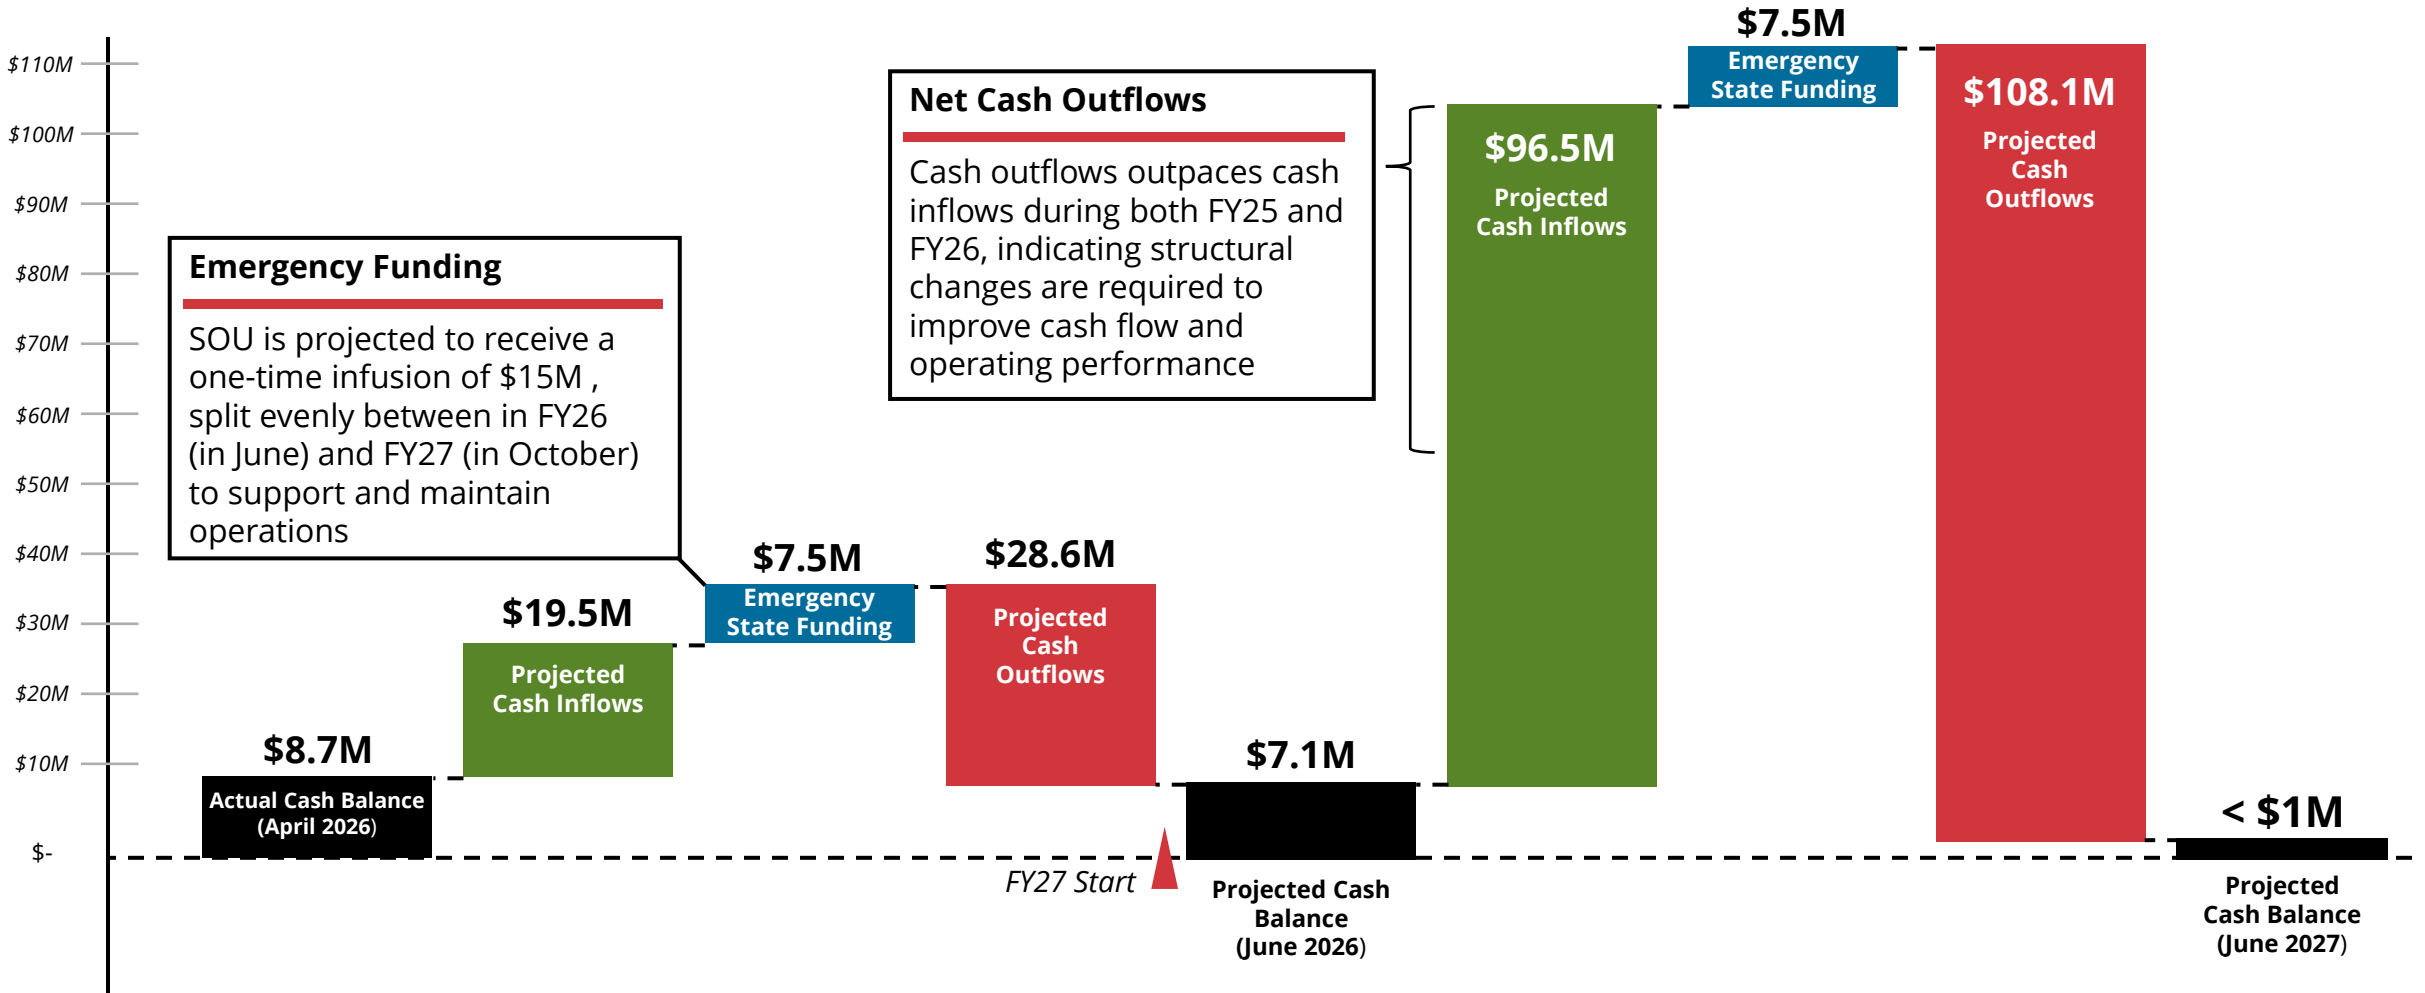 $110M
$100M
$90M
$80M
$70M
$60M
$50M
$40M
$30M
$20M
$10M
$-
Emergency Funding
SOU is projected to receive a
one-time infusion of $15M ,
split evenly between in FY26
(in June) and FY27 (in October)
to support and maintain
operations
Net Cash Outflows
Cash outflows outpaces cash
inflows during both FY25 and
FY26, indicating structural
changes are required to
improve cash flow and
operating performance
$8.7M
Actual Cash Balance
(April 2026)
$19.5M
Projected
Cash Inflows
$7.5M
Emergency
State Funding
$28.6M
Projected
Cash
Outflows
FY27 Start
$7.1M
Projected Cash
Balance
(June 2026)
$96.5M
Projected
Cash Inflows
$7.5M
Emergency
State Funding
$108.1M
Projected
Cash
Outflows
< $1M
Projected
Cash Balance
(June 2027)